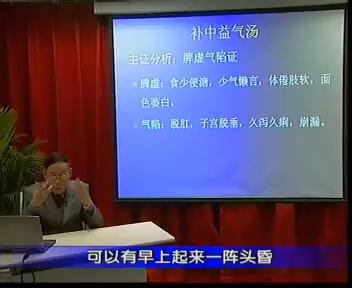 补中益气汤
主证分析：脾虚气陷证
脾虚：食少便溏，少气懒言，体倦肢软，面
色萎白，
气陷：脱肛，子宫脱垂，久泻久痢，崩漏。
可以有早上起来一阵头昏